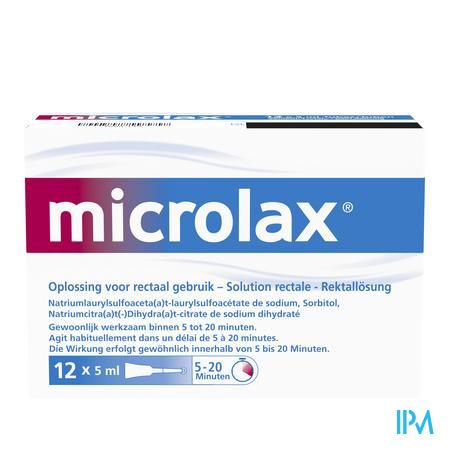 microlax®
Oplossing voor rectaal gebruik – Solution rectale - Rektallösung
Natriumlaurylsulfoaceta(a)t-laurylsulfoacétate de sodium, Sorbitol,
Natriumcitra(a)t(-)Dihydra(a)t-citrate de sodium dihydraté
Gewoonlijk werkzaam binnen 5 tot 20 minuten.
Agit habituellement dans un délai de 5 à 20 minutes.
Die Wirkung erfolgt gewöhnlich innerhalb von 5 bis 20 Minuten.
12 x 5 ml
5-20
Minuten
IPM